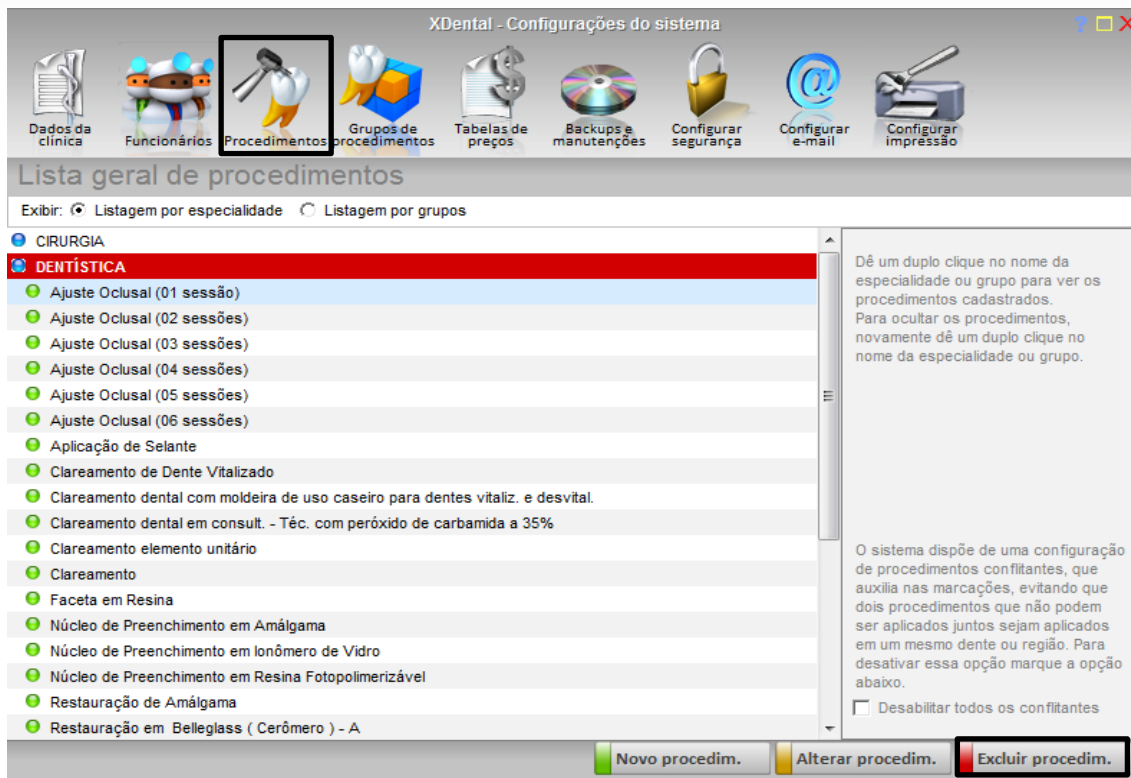 XDental - Configurações do sistema
?
Dados da clínica
Funcionários
Procedimentos
Grupos de procedimentos
Tabelas de preços
Backups e manutenções
Configurar segurança
Configurar e-mail
Configurar impressão
Lista geral de procedimentos
Exibir: Listagem por especialidade Listagem por grupos
CIRURGIA
DENTÍSTICA
Ajuste Oclusal (01 sessão)
Ajuste Oclusal (02 sessões)
Ajuste Oclusal (03 sessões)
Ajuste Oclusal (04 sessões)
Ajuste Oclusal (05 sessões)
Ajuste Oclusal (06 sessões)
Aplicação de Selante
Clareamento de Dente Vitalizado
Clareamento dental com moldeira de uso caseiro para dentes vitaliz. e desvital.
Clareamento dental em consult. - Téc. com peróxido de carbamida a 35%
Clareamento elemento unitário
Clareamento
Faceta em Resina
Núcleo de Preenchimento em Amálgama
Núcleo de Preenchimento em Ionômero de Vidro
Núcleo de Preenchimento em Resina Fotopolimerizável
Restauração de Amálgama
Restauração em Belleglass ( Cerômero ) - A
Dê um duplo clique no nome da
especialidade ou grupo para ver os
procedimentos cadastrados.
Para ocultar os procedimentos,
novamente dê um duplo clique no
nome da especialidade ou grupo.
O sistema dispõe de uma configuração
de procedimentos conflitantes, que
auxilia nas marcações, evitando que
dois procedimentos que não podem
ser aplicados juntos sejam aplicados
em um mesmo dente ou região. Para
desativar essa opção marque a opção
abaixo.
Desabilitar todos os conflitantes
Novo procedim.
Alterar procedim.
Excluir procedim.